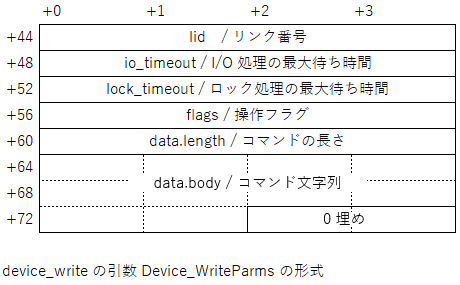 +0 +1 +2 +3
+44 lid / リンク番号
+48 io_timeout / I/O 処理の最大待ち時間
+52 lock_timeout / ロック処理の最大待ち時間
+56 flags / 操作フラグ
+60 data.length / コマンドの長さ
+64
data.body / コマンド文字列
+68
+72 0 埋め
device_write の引数 Device_WriteParms の形式